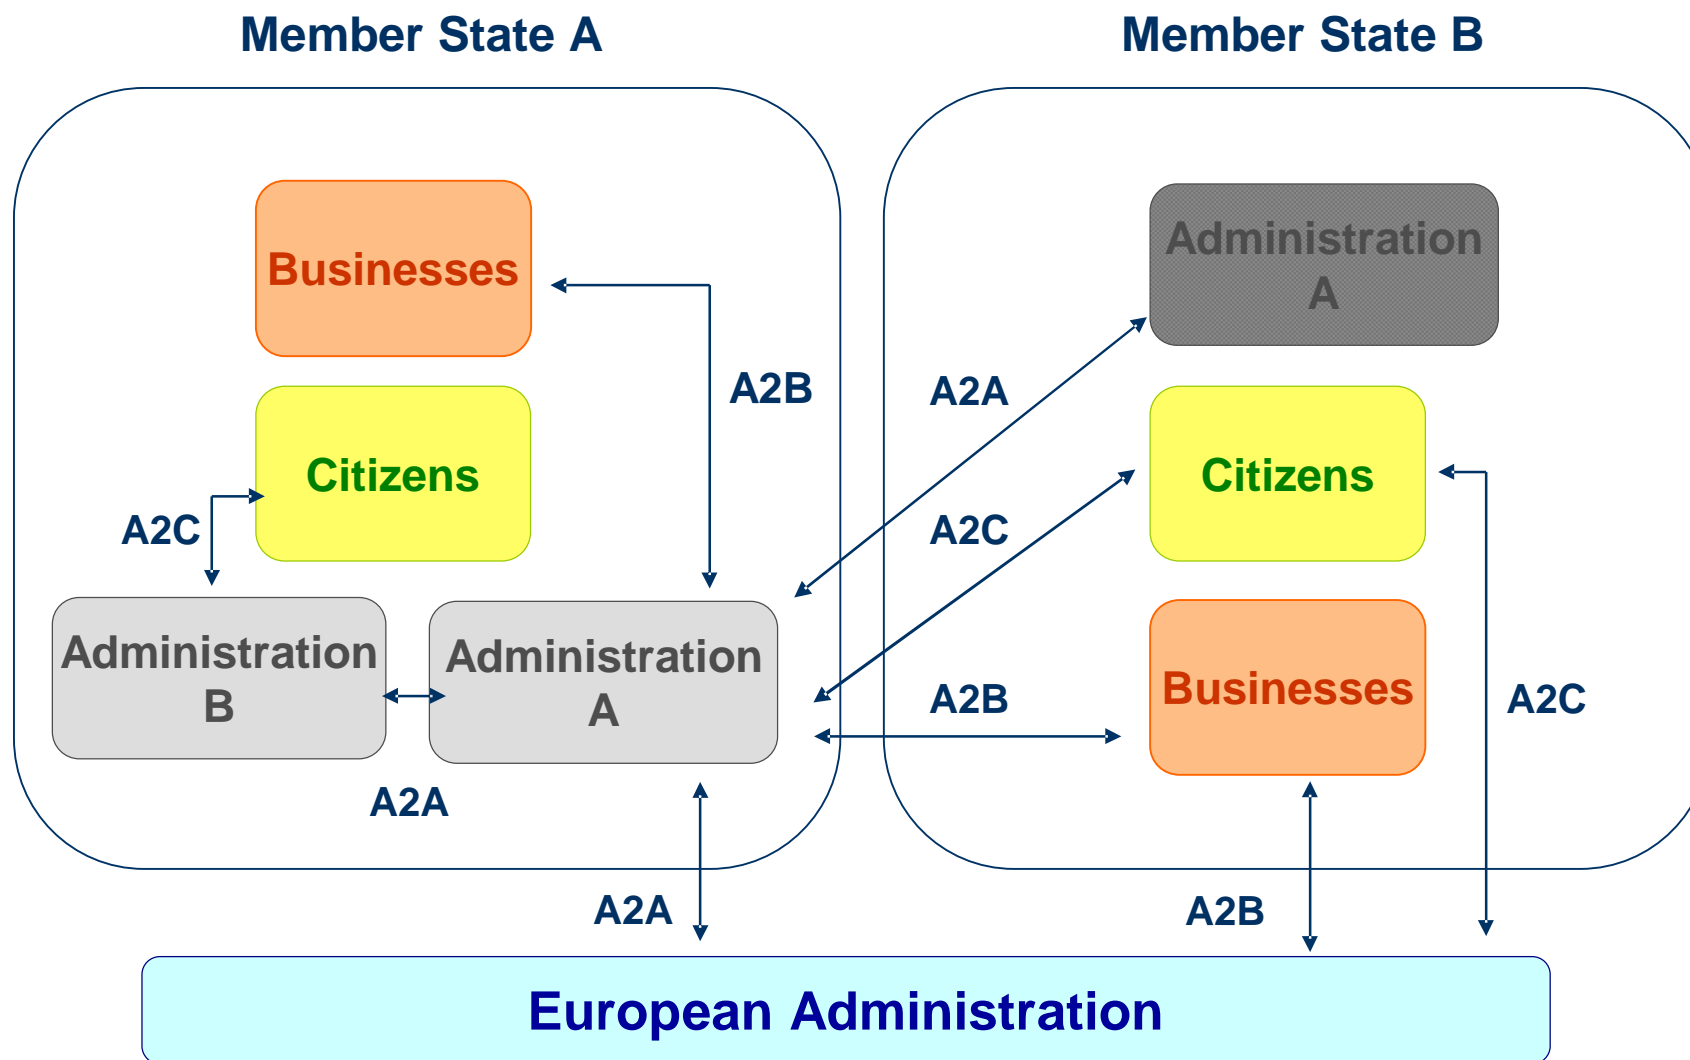 Member State A
Member State B
Businesses
Administration
A
A2B
A2A
Citizens
Citizens
A2C
A2C
Administration
B
Administration
A
Businesses
A2B
A2C
A2A
A2A
A2B
European Administration